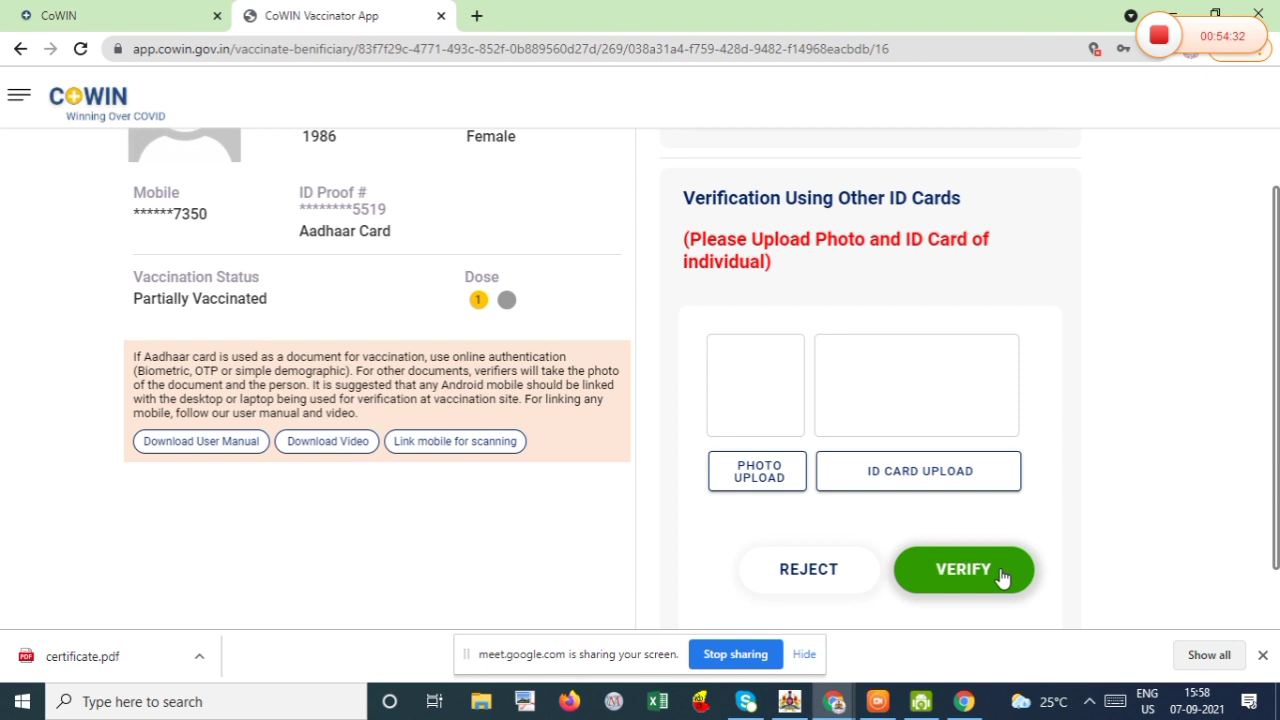 CoWIN
CoWIN Vaccinator App
app.cowin.gov.in/vaccinate-benificiary/83f7f29c-4771-493c-852f-0b889560d27d/269/038a31a4-f759-428d-9482-f14968eacbdb/16
00:54:32
COWIN
Winning Over COVID
1986
Female
Mobile
******7350
ID Proof #
********5519
Aadhaar Card
Vaccination Status
Partially Vaccinated
Dose
1
If Aadhaar card is used as a document for vaccination, use online authentication
(Biometric, OTP or simple demographic). For other documents, verifiers will take the photo
of the document and the person. It is suggested that any Android mobile should be linked
with the desktop or laptop being used for verification at vaccination site. For linking any
mobile, follow our user manual and video.
Download User Manual
Download Video
Link mobile for scanning
Verification Using Other ID Cards
(Please Upload Photo and ID Card of
individual)
PHOTO
UPLOAD
ID CARD UPLOAD
REJECT
VERIFY
certificate.pdf
meet.google.com is sharing your screen.
Stop sharing
Hide
Show all
Type here to search
25°C
ENG
US
15:58
07-09-2021